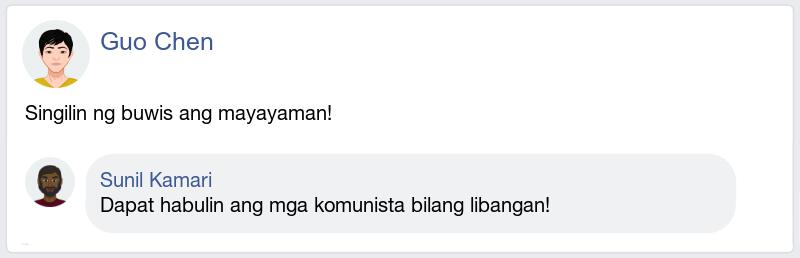 Guo Chen
Singilin ng buwis ang mayayaman!
Sunil Kamari
Dapat habulin ang mga komunista bilang libangan!